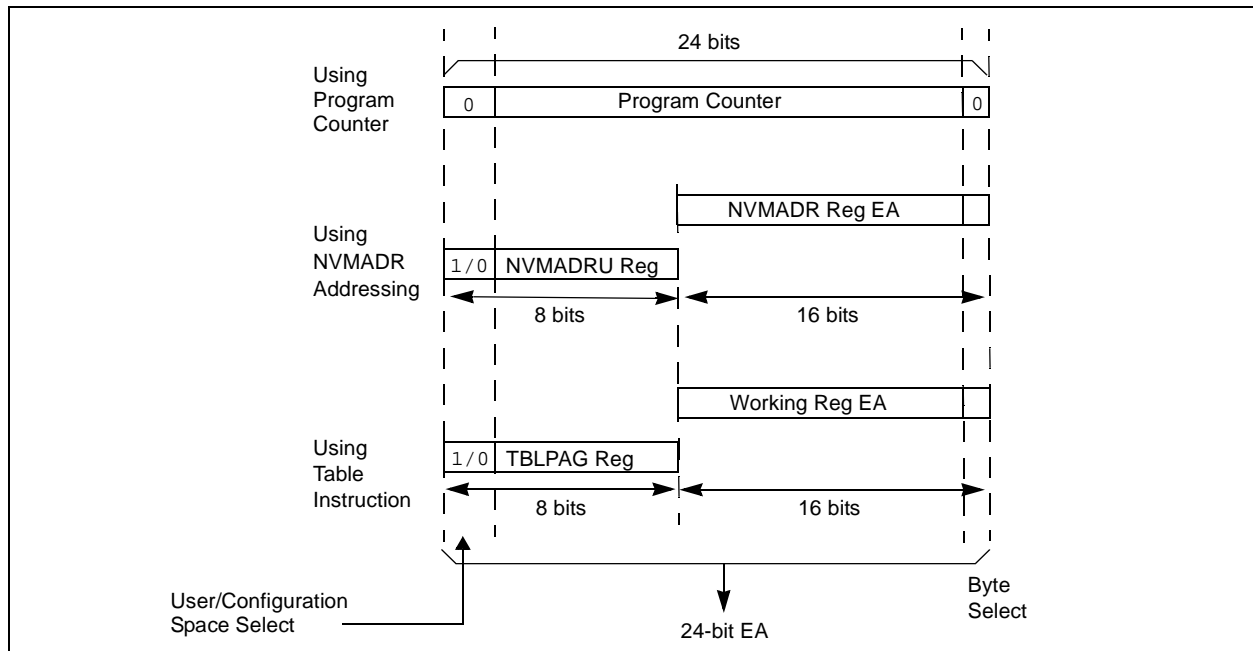 24 bits
Using
Program
Counter
0
Program Counter
0
NVMADR Reg EA
Using
NVMADR
Addressing
1/0
NVMADRU Reg
8 bits
16 bits
Working Reg EA
Using
Table
Instruction
1/0
TBLPAG Reg
8 bits
16 bits
User/Configuration
Space Select
24-bit EA
Byte
Select